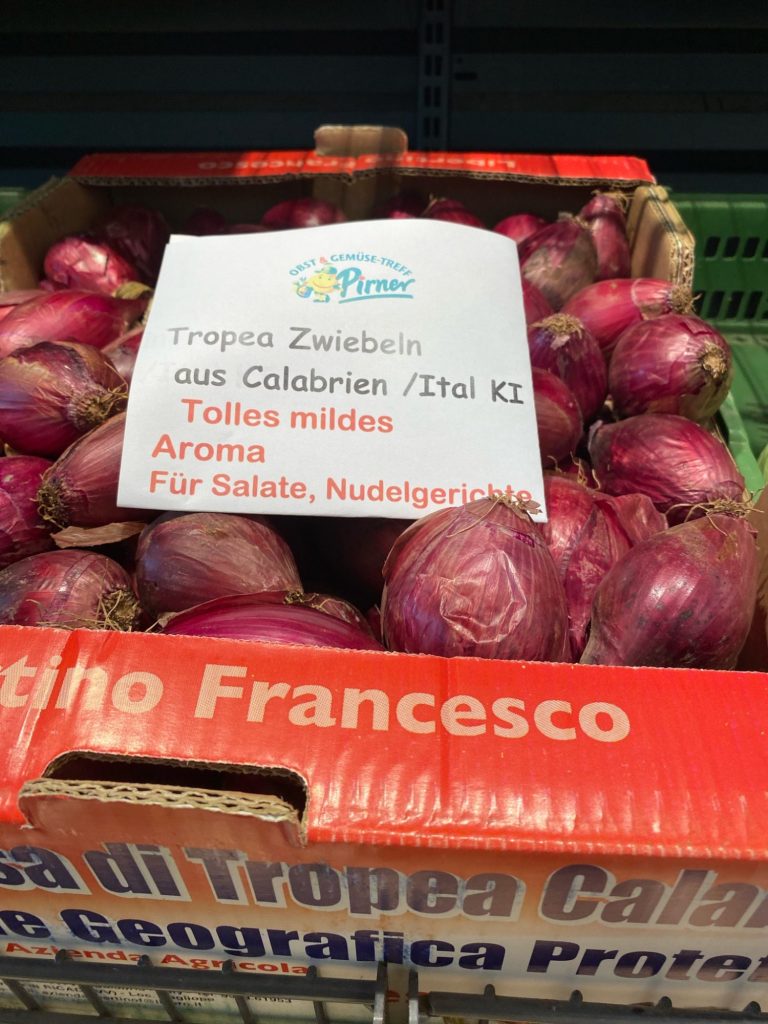 OBST & GEMÜSE-TREFF
Pirner
Tropea Zwiebeln
aus Calabrien /Ital KI
Tolles mildes
Aroma
Für Salate, Nudelgerichte
tino Francesco
sa di Tropea Calab
e Geografica Protet
Azienda Agricola